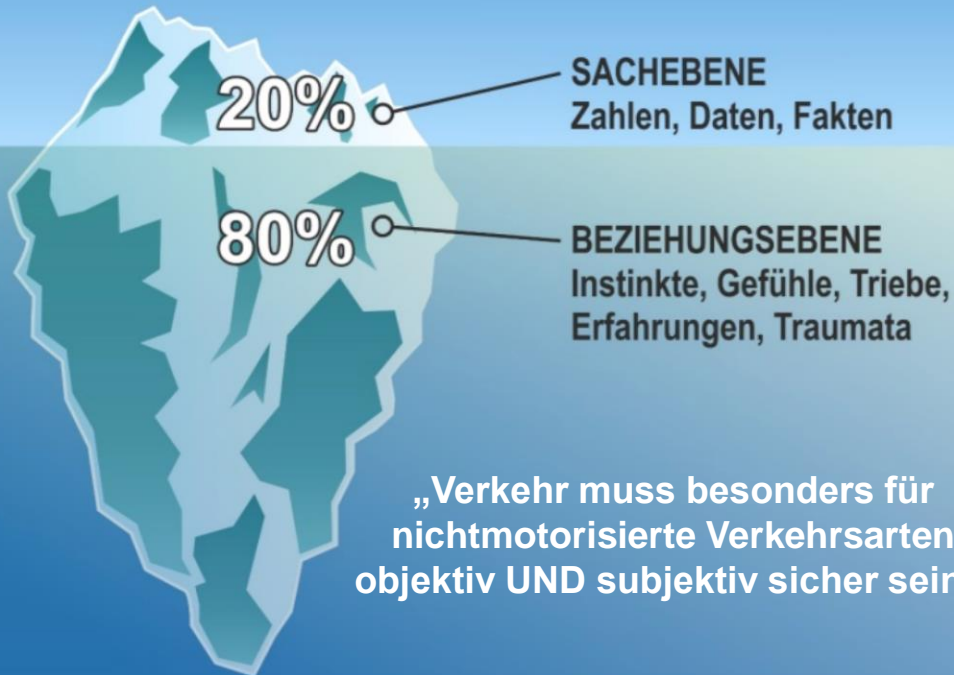 20%
SACHEBENE
Zahlen, Daten, Fakten
80%
BEZIEHUNGSEBENE
Instinkte, Gefühle, Triebe,
Erfahrungen, Traumata
„Verkehr muss besonders für
nichtmotorisierte Verkehrsarten
objektiv UND subjektiv sicher sein